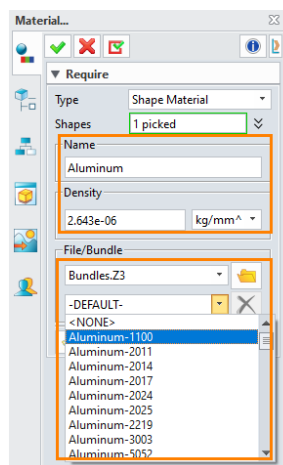 Material...
Require
Type Shape Material
Shapes 1 picked
Name
Aluminum
Density
2.643e-06 kg/mm^
File/Bundle
Bundles.Z3
-DEFAULT-
<NONE>
Aluminum-1100
Aluminum-2011
Aluminum-2014
Aluminum-2017
Aluminum-2024
Aluminum-2025
Aluminum-2219
Aluminum-3003
Aluminum-5052